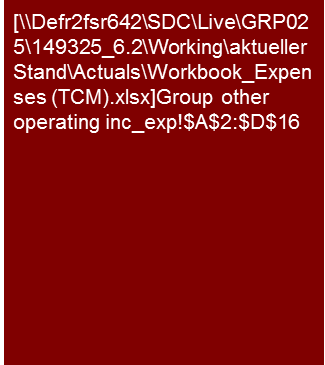 [\\Defr2fsr642\SDC\Live\GRP02
5\149325_6.2\Working\aktueller
Stand\Actuals\Workbook_Expen
ses (TCM).xlsx]Group other
operating inc_exp!$A$2:$D$16